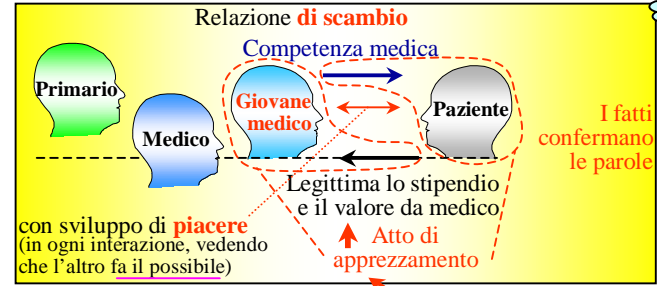 Relazione di scambio
Competenza medica
Primario
Medico
Giovane
medico
Paziente
I fatti
confermano
le parole
Legittima lo stipendio
e il valore da medico
con sviluppo di piacere
(in ogni interazione, vedendo
che l'altro fa il possibile)
Atto di
apprezzamento